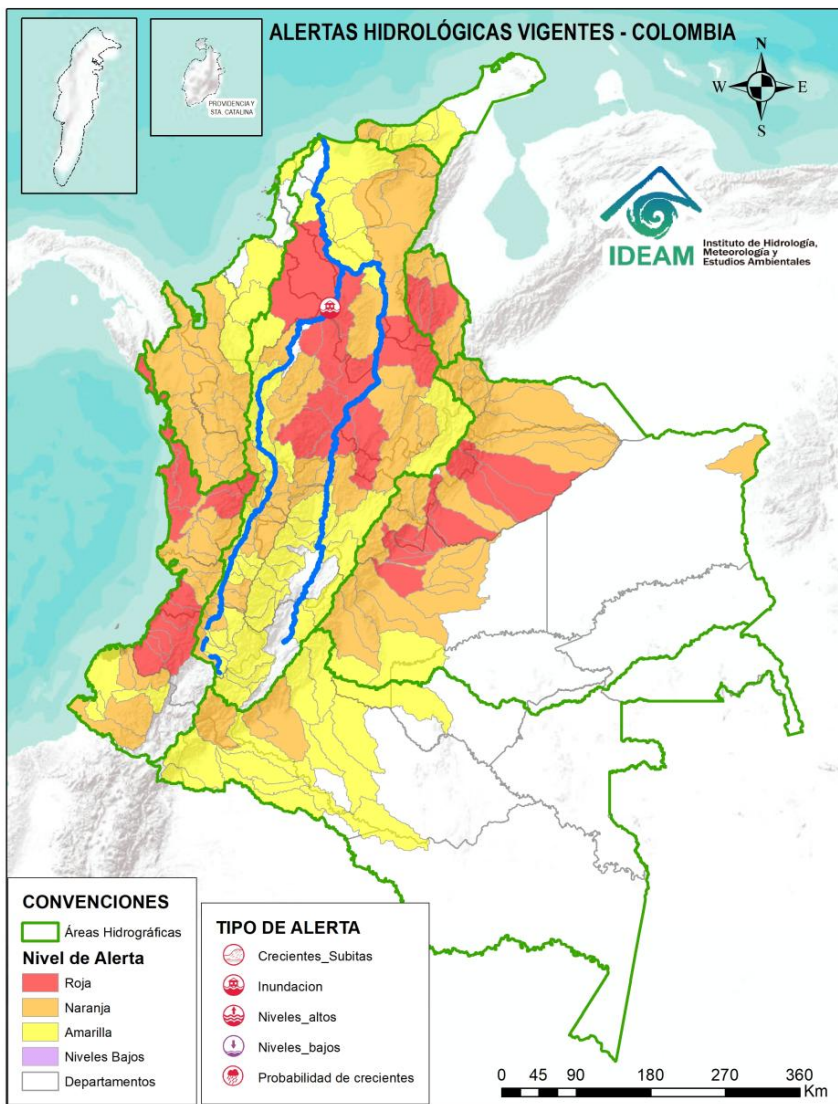 ALERTAS HIDROLÓGICAS VIGENTES - COLOMBIA
PROVIDENCIA Y
STA. CATALINA
N
W
E
S
IDEAM
Instituto de Hidrología,
Meteorología y
Estudios Ambientales
CONVENCIONES
Áreas Hidrográficas
Nivel de Alerta
Roja
Naranja
Amarilla
Niveles Bajos
Departamentos
TIPO DE ALERTA
Crecientes_Subitas
Inundacion
Niveles_altos
Niveles_bajos
Probabilidad de crecientes
0 45 90 180 270 360
Km